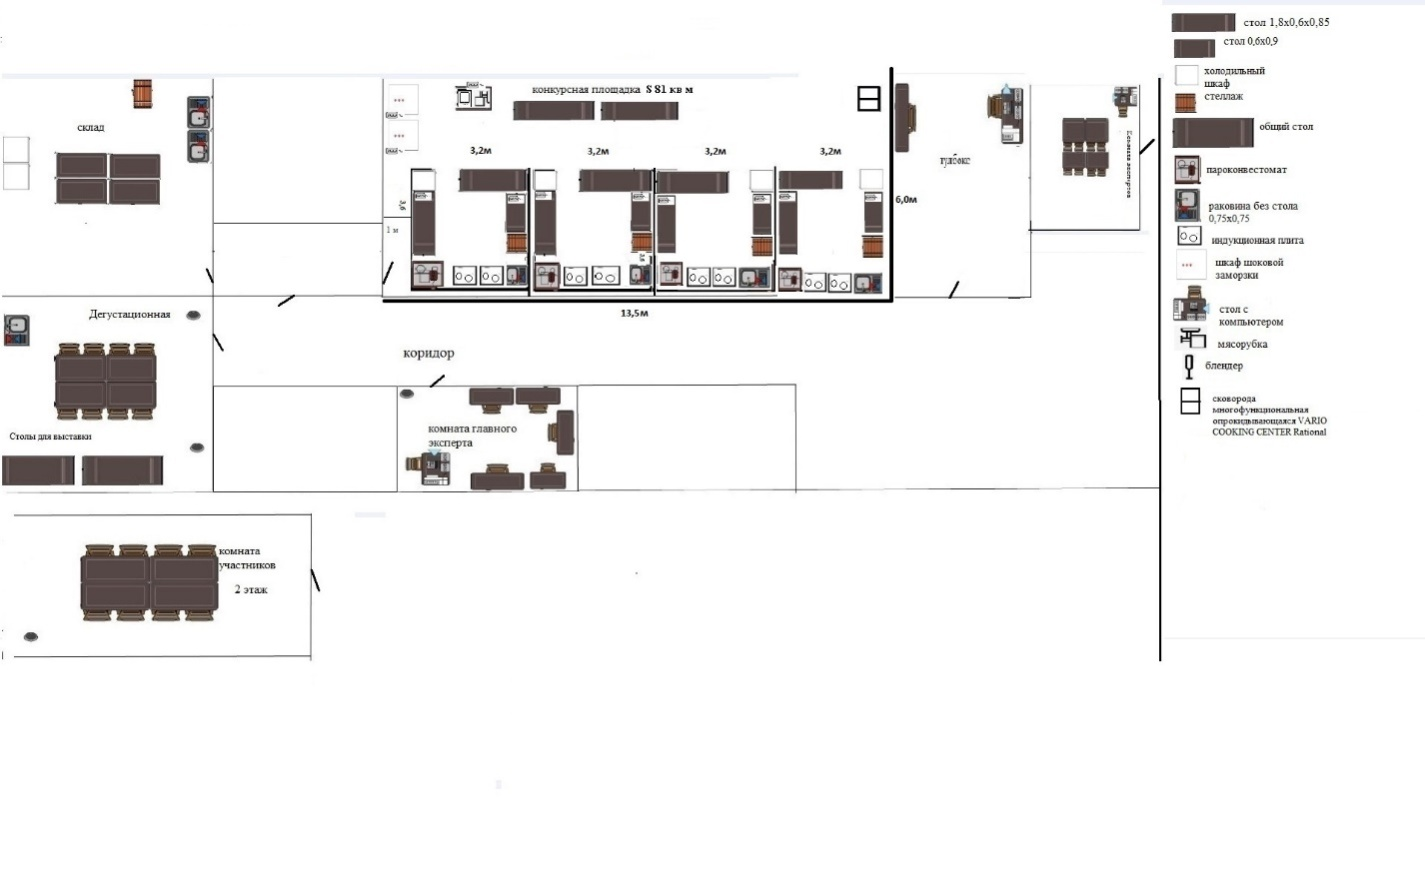 конкурсная площадка S 81 кв м
склад
3,2м
3,2м
3,2м
3,2м
тулбокс
6,0м
3,6
1 м
13,5м
Дегустационная
коридор
Столы для выставки
комната главного
эксперта
комната
участников
2 этаж
стол 1,8х0,6х0,85
стол 0,6х0,9
холодильный
шкаф
стеллаж
общий стол
пароконвестомат
раковина без стола
0,75х0,75
индукционная плита
шкаф шоковой
заморзки
стол с
компьютером
мясорубка
блендер
сковорода
многофункциональная
опрокидывающаяся VARIO
COOKING CENTER Rational